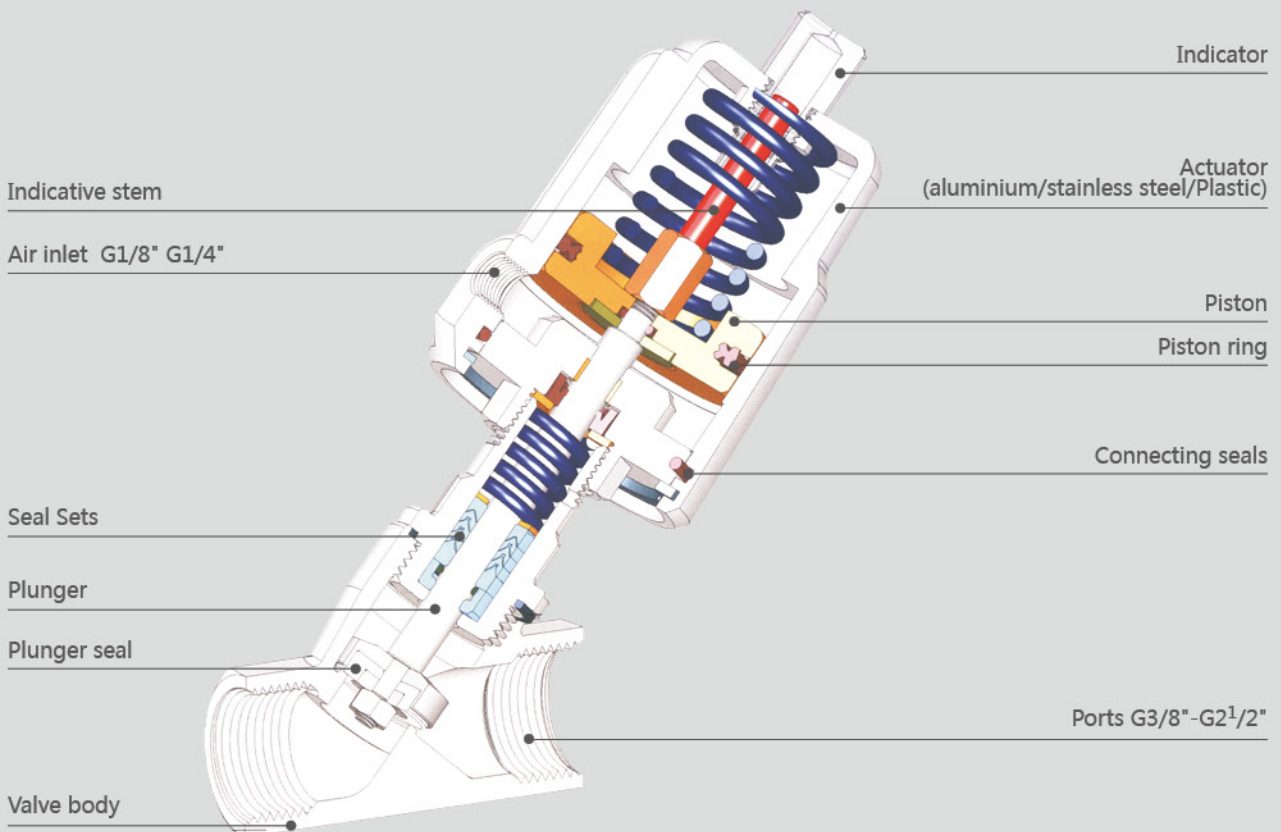 Indicator
Actuator
(aluminium/stainless steel/Plastic)
Indicative stem
Air inlet  G1/8" G1/4"
Piston
Piston ring
Connecting seals
Seal Sets
Plunger
Plunger seal
Ports G3/8"-G2¹/2"
Valve body